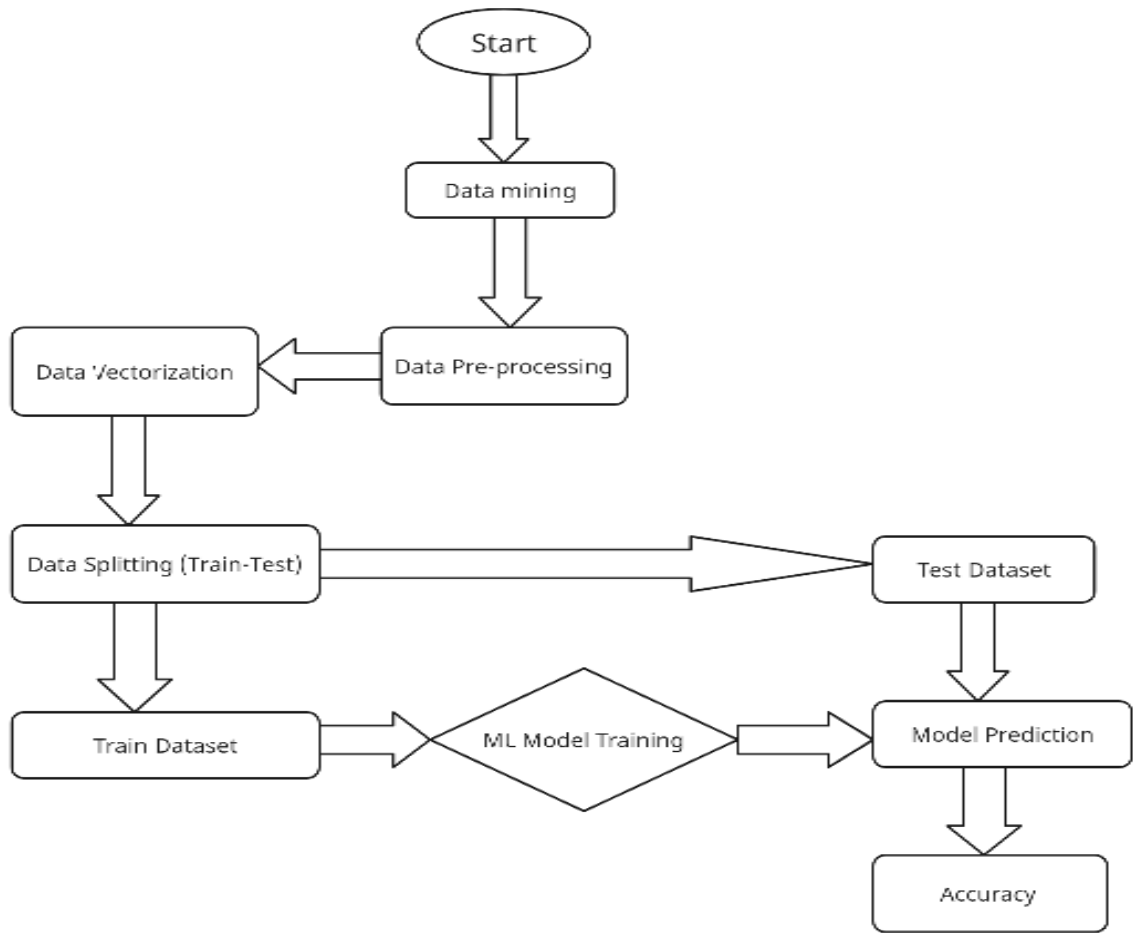 Start
Data mining
Data Pre-processing
Data Vectorization
Data Splitting (Train-Test)
Test Dataset
Train Dataset
ML Model Training
Model Prediction
Accuracy